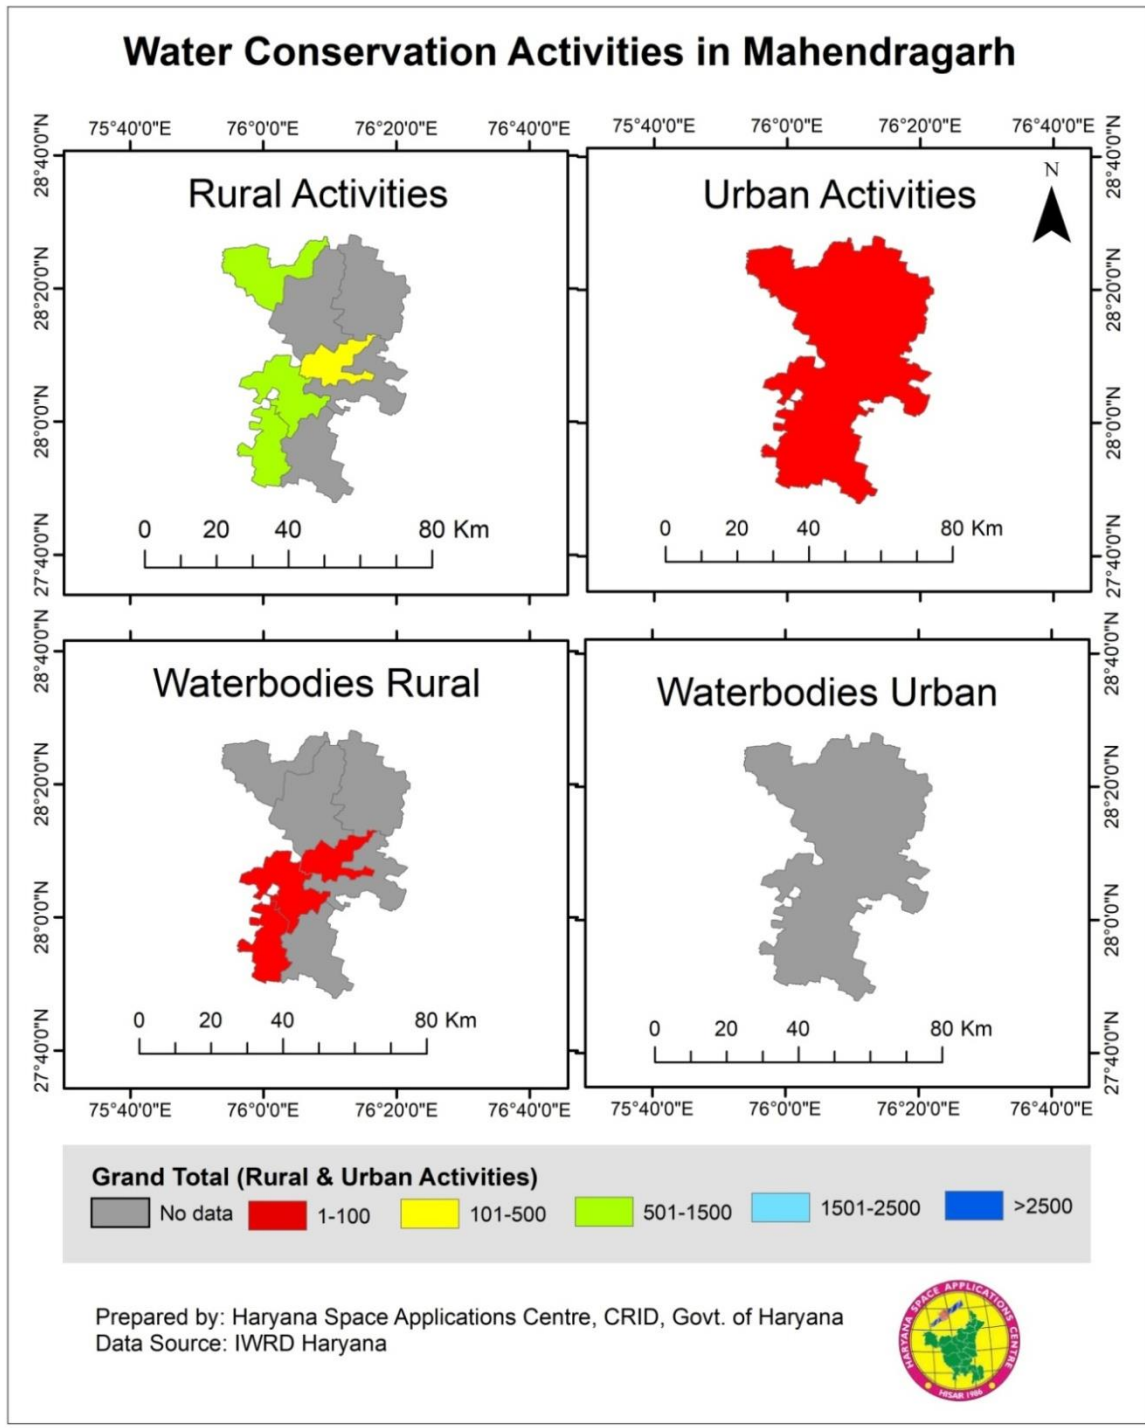 Water Conservation Activities in Mahendragarh
75°40'0"E 76°0'0"E 76°20'0"E 76°40'0"E
75°40'0"E 76°0'0"E 76°20'0"E 76°40'0"E
28°40'0"N
28°20'0"N
28°0'0"N
27°40'0"N
Rural Activities
0 20 40 80 Km
Urban Activities
N
0 20 40 80 Km
28°40'0"N
28°20'0"N
28°0'0"N
27°40'0"N
28°40'0"N
28°20'0"N
28°0'0"N
27°40'0"N
Waterbodies Rural
0 20 40 80 Km
Waterbodies Urban
0 20 40 80 Km
28°40'0"N
28°20'0"N
28°0'0"N
27°40'0"N
75°40'0"E 76°0'0"E 76°20'0"E 76°40'0"E
75°40'0"E 76°0'0"E 76°20'0"E 76°40'0"E
Grand Total (Rural & Urban Activities)
No data 1-100 101-500 501-1500 1501-2500 >2500
Prepared by: Haryana Space Applications Centre, CRID, Govt. of Haryana
Data Source: IWRD Haryana
HARYANA SPACE APPLICATIONS CENTRE
HISAR 1986